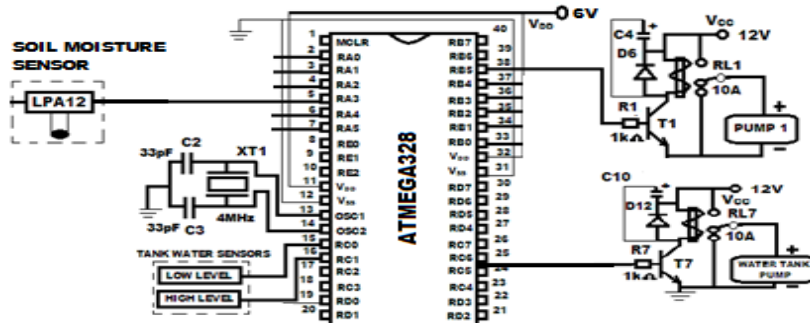 SOIL MOISTURE
SENSOR
LPA12
33pF
C2
XT1
33pF
C3
4MHz
TANK WATER SENSORS
LOW LEVEL
HIGH LEVEL
1
2
3
4
5
6
7
8
9
10
11
12
13
14
15
16
17
18
19
20
MCLR
RA0
RA1
RA2
RA3
RA4
RA5
RE0
RE1
RE2
VDD
VSS
OSC1
OSC2
RC0
RC1
RC2
RC3
RD0
RD1
ATMEGA328
RB7
RB6
RB5
RB4
RB3
RB2
RB1
RB0
VDD
VSS
RD7
RD6
RD5
RD4
RC7
RC6
RC5
RC4
RD3
RD2
40
39
38
37
36
35
34
33
32
31
30
29
28
27
26
25
24
23
22
21
VDD
6V
C4
D6
VCC
12V
RL1
10A
R1
1kΩ
T1
+
PUMP 1
−
C10
D12
12V
VCC
RL7
10A
R7
1kΩ
T7
+
WATER TANK
PUMP
−